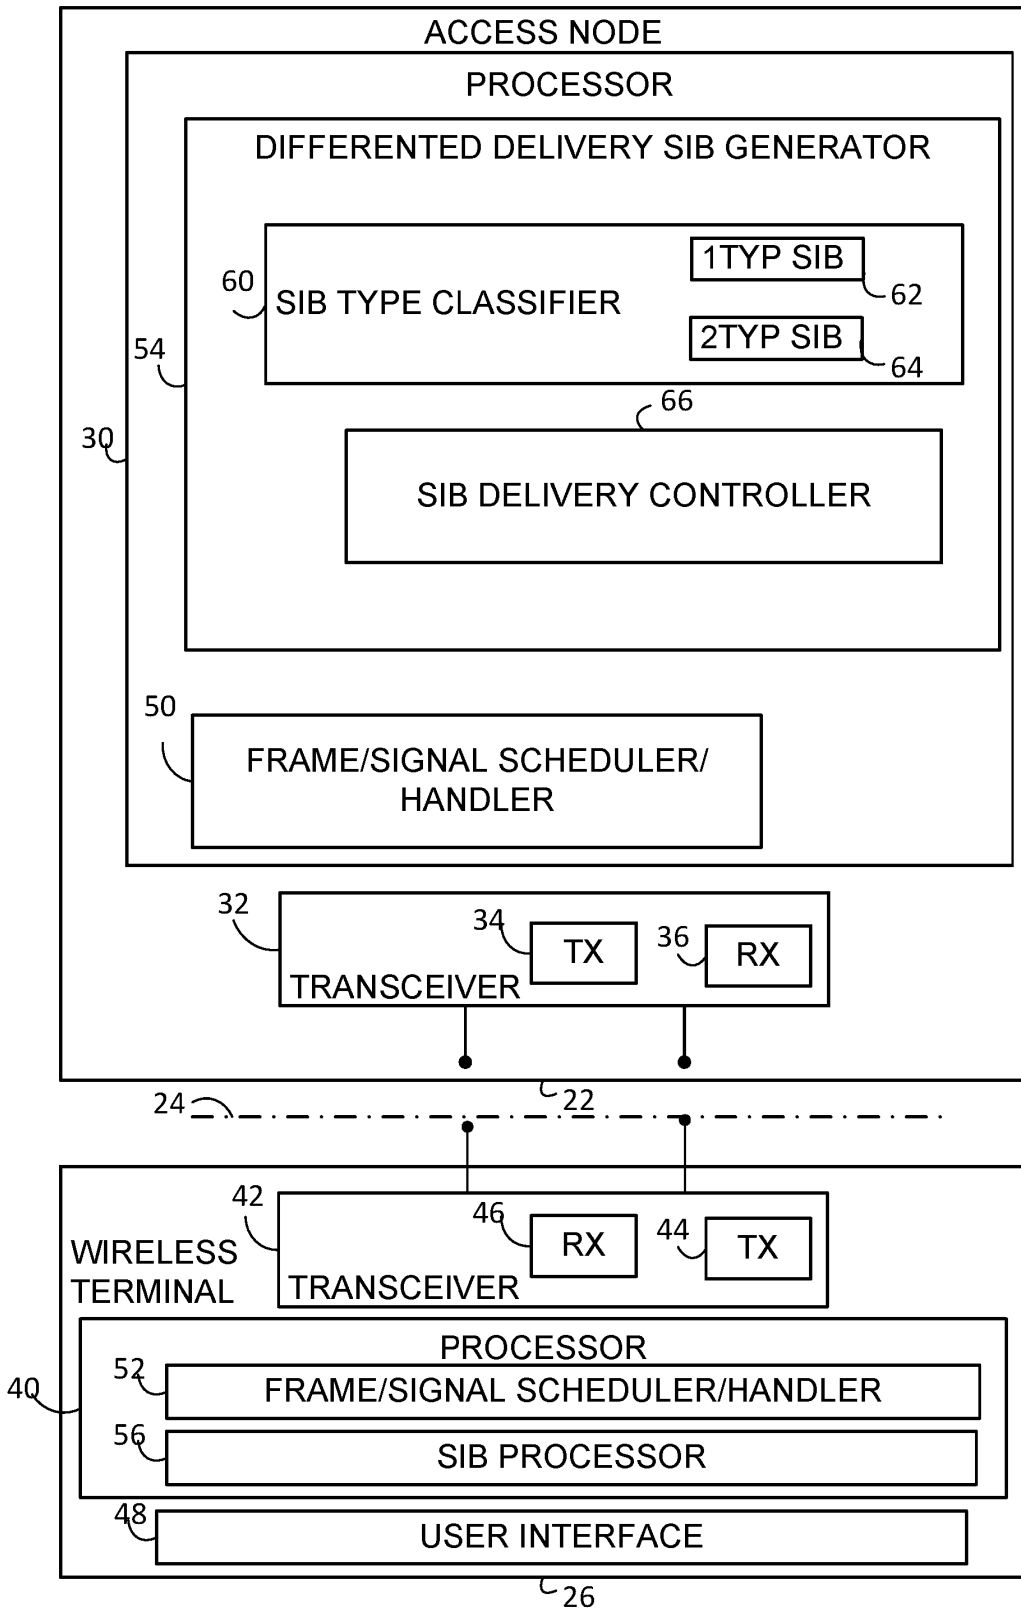 ACCESS NODE
PROCESSOR
DIFFERENTED DELIVERY SIB GENERATOR
1TYP SIB
60
62
SIB TYPE CLASSIFIER
2TYP SIB
54
64
66
30
SIB DELIVERY CONTROLLER
50
FRAME/SIGNAL SCHEDULER/
HANDLER
32
34
TX
36
RX
TRANSCEIVER
22
24
42
46
RX
44
TX
WIRELESS
TERMINAL
TRANSCEIVER
PROCESSOR
52
FRAME/SIGNAL SCHEDULER/HANDLER
40
56
SIB PROCESSOR
48
USER INTERFACE
26